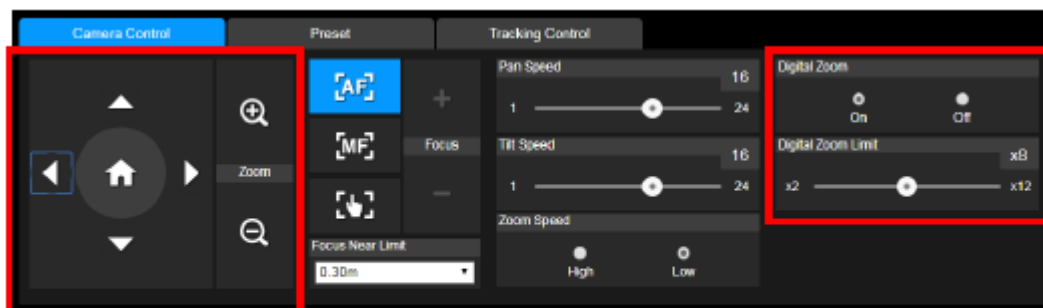 Camera Control
Preset
Tracking Control
Zoom
AF
MF
Focus
Focus Near Limit
0.30m
Pan Speed
16
1
24
Tilt Speed
16
1
24
Zoom Speed
High
Low
Digital Zoom
On
Off
Digital Zoom Limit
x8
x2
x12